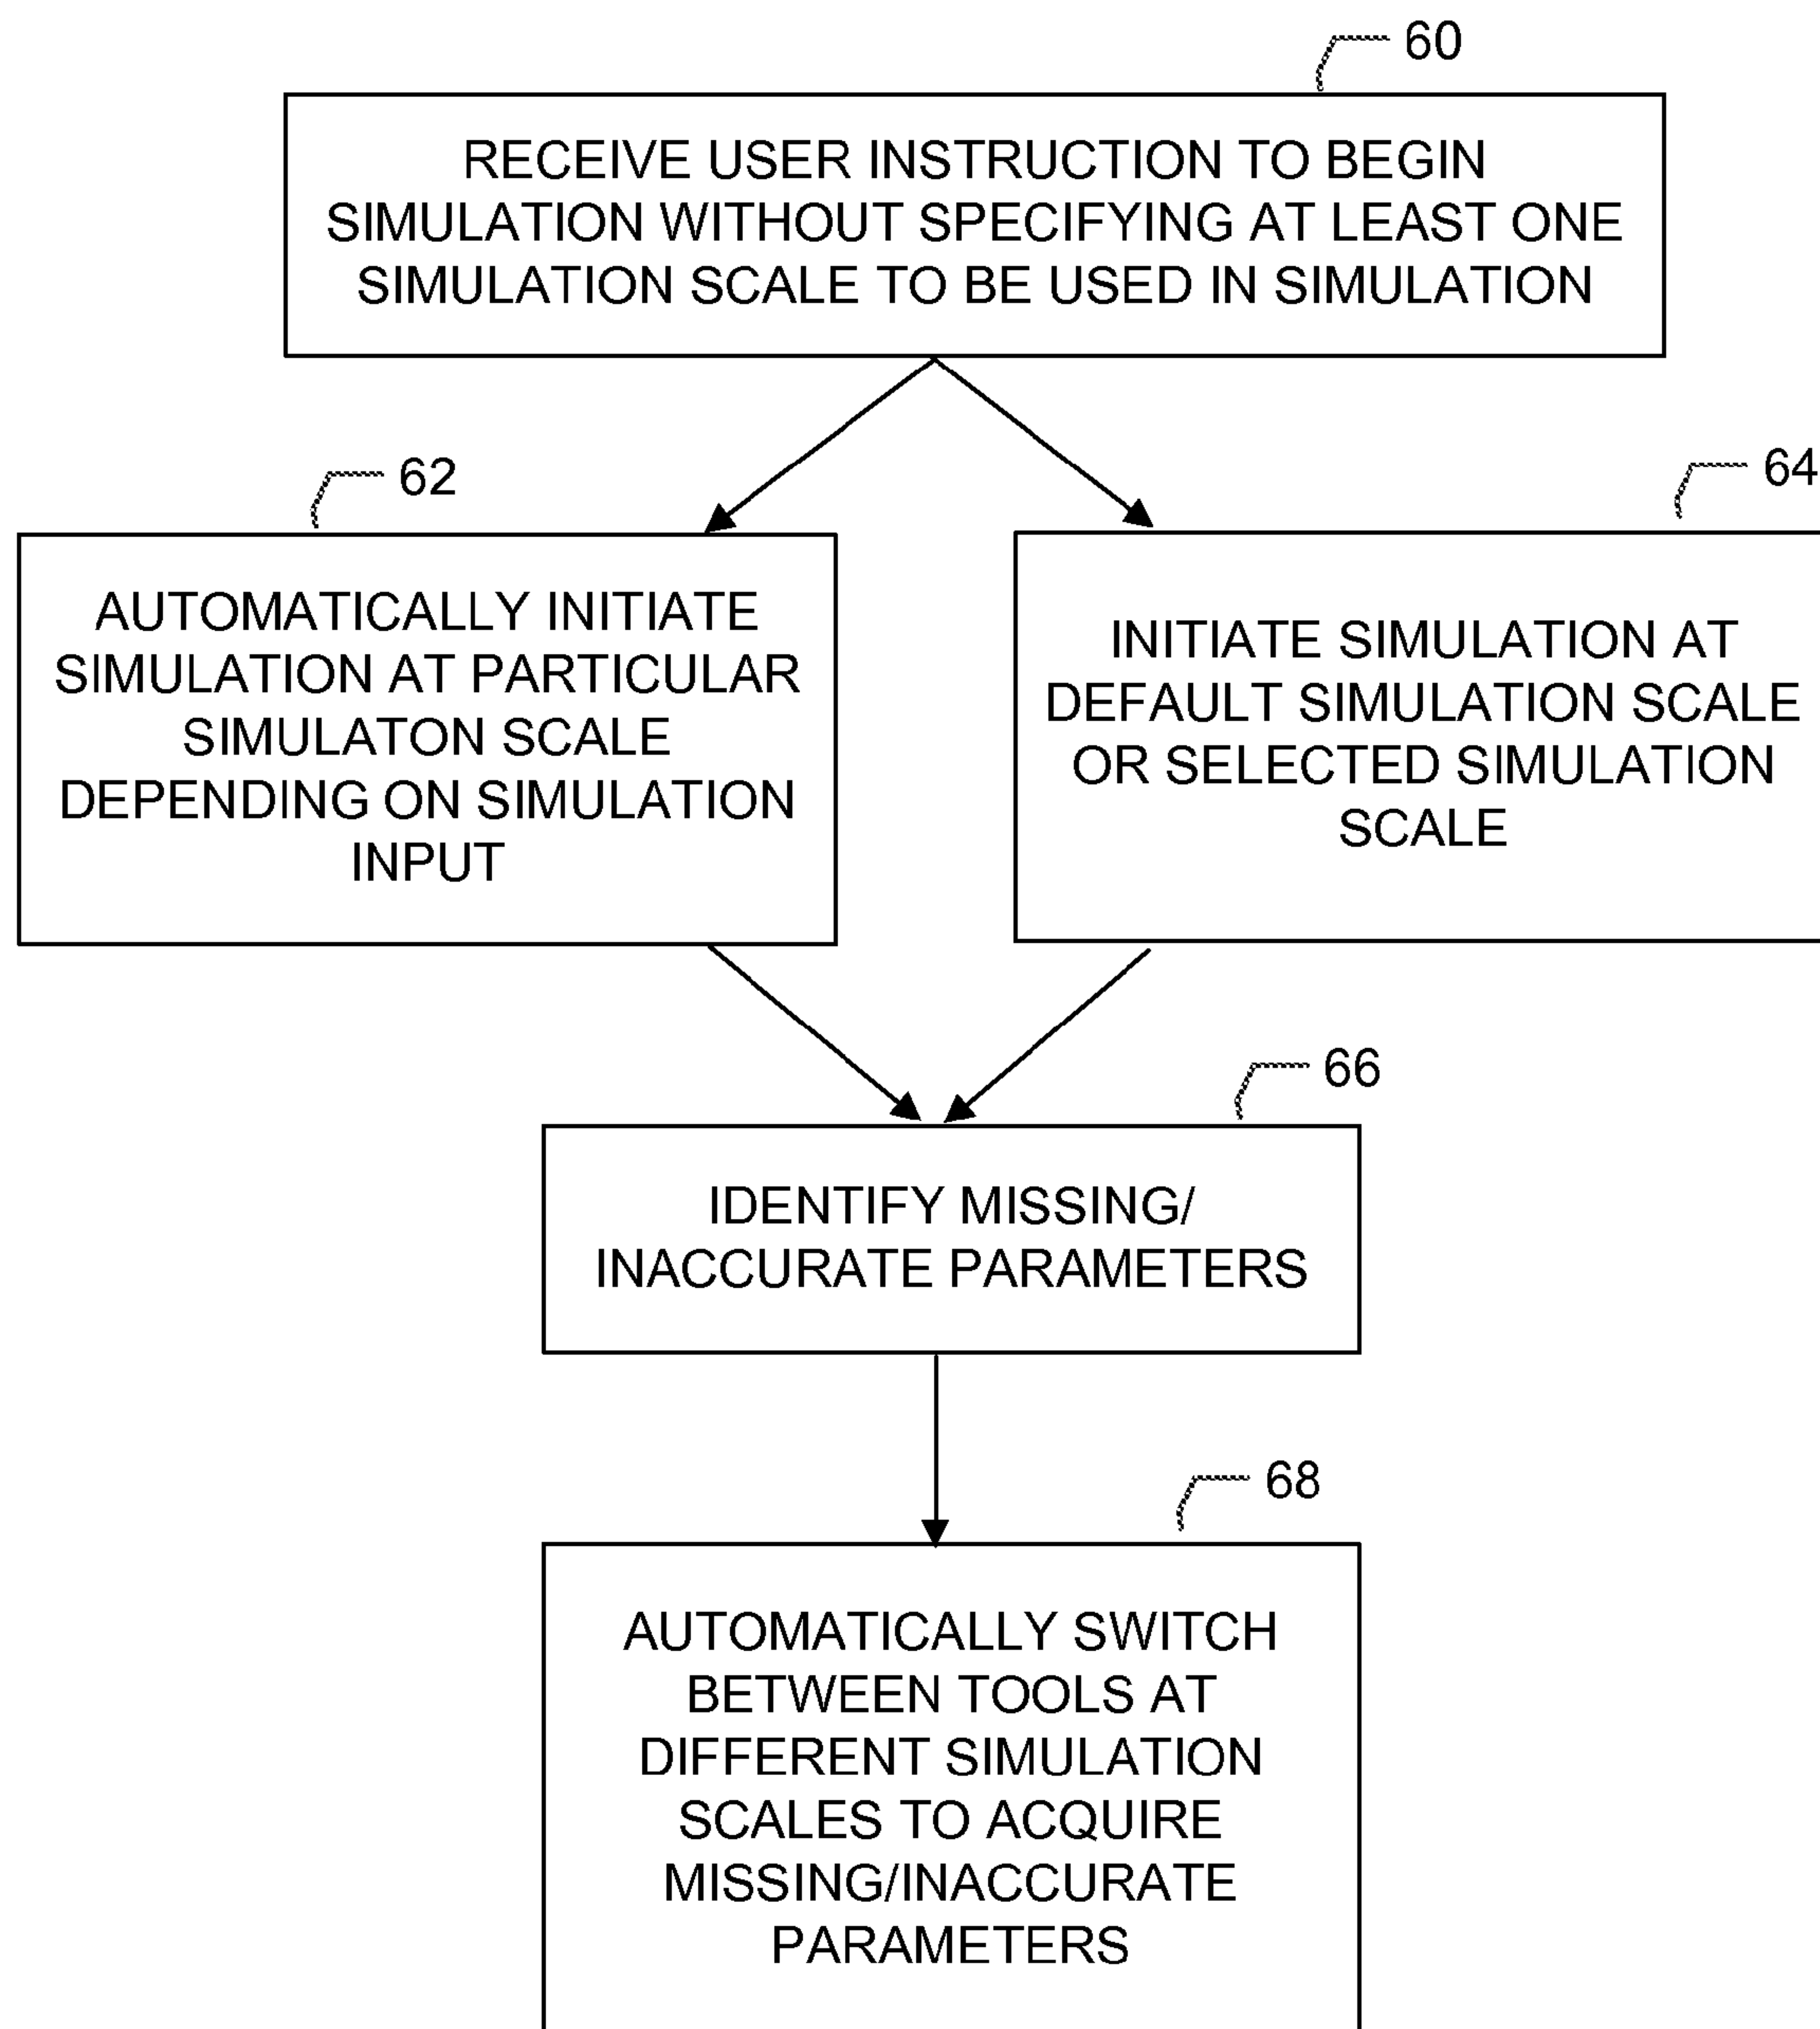 60
RECEIVE USER INSTRUCTION TO BEGIN
SIMULATION WITHOUT SPECIFYING AT LEAST ONE
SIMULATION SCALE TO BE USED IN SIMULATION
62
AUTOMATICALLY INITIATE
SIMULATION AT PARTICULAR
SIMULATON SCALE
DEPENDING ON SIMULATION
INPUT
64
INITIATE SIMULATION AT
DEFAULT SIMULATION SCALE
OR SELECTED SIMULATION
SCALE
66
IDENTIFY MISSING/
INACCURATE PARAMETERS
68
AUTOMATICALLY SWITCH
BETWEEN TOOLS AT
DIFFERENT SIMULATION
SCALES TO ACQUIRE
MISSING/INACCURATE
PARAMETERS